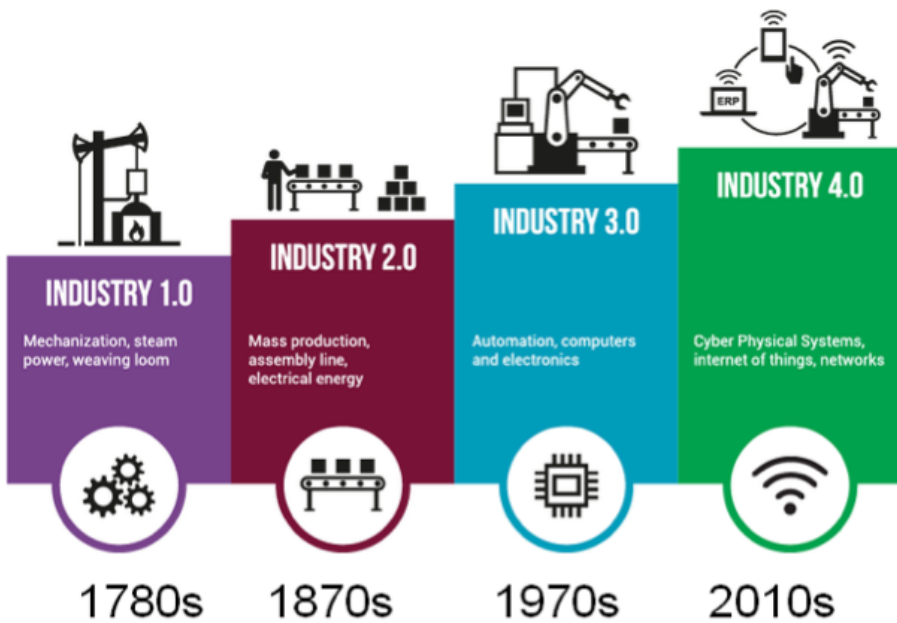 ERP
INDUSTRY 1.0
Mechanization, steam
power, weaving loom
1780s
INDUSTRY 2.0
Mass production,
assembly line,
electrical energy
1870s
INDUSTRY 3.0
Automation, computers
and electronics
1970s
INDUSTRY 4.0
Cyber Physical Systems,
internet of things, networks
2010s